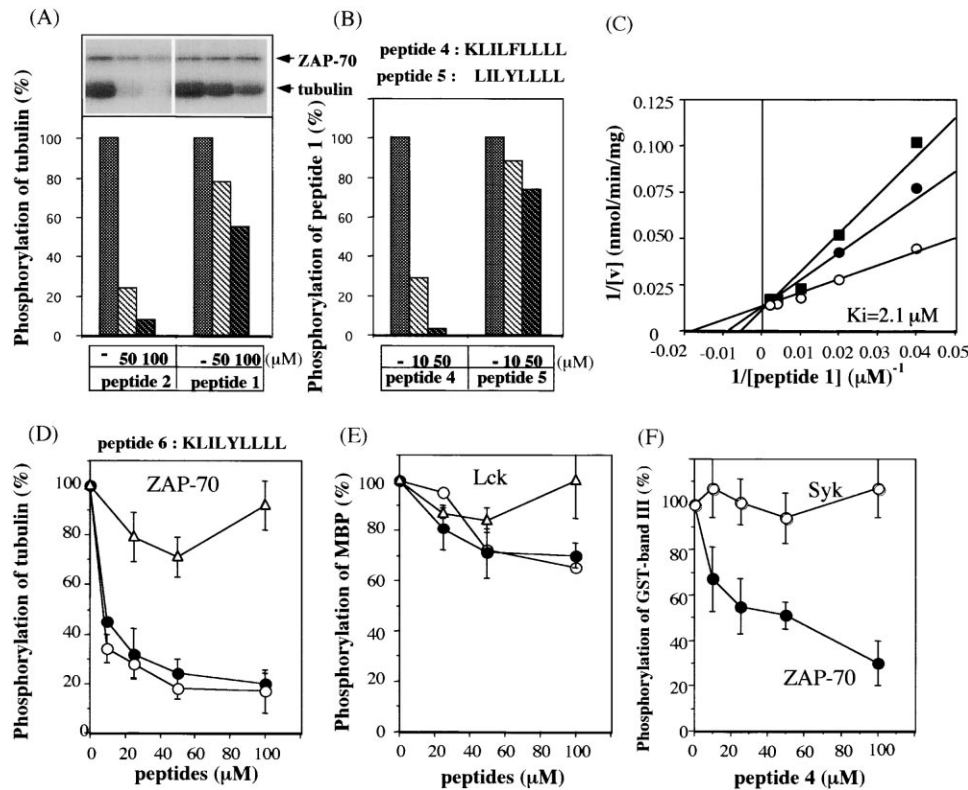 (A)
ZAP-70
tubulin
Phosphorylation of tubulin (%)
100
80
60
40
20
0
- 50 100 - 50 100 (μM)
peptide 2 peptide 1
(B)
peptide 4 : KLILFLLLL
peptide 5 : LILYLLLL
Phosphorylation of peptide 1 (%)
100
80
60
40
20
0
- 10 50 - 10 50 (μM)
peptide 4 peptide 5
(C)
1/[v] (nmol/min/mg)
0.125
0.100
0.075
0.050
0.025
0
Ki=2.1 μM
-0.02 -0.01 0 0.01 0.02 0.03 0.04 0.05
1/[peptide 1] (μM)-1
(D)
peptide 6 : KLILYLLLL
Phosphorylation of tubulin (%)
ZAP-70
100
80
60
40
20
0
0 20 40 60 80 100
peptides (μM)
(E)
Phosphorylation of MBP (%)
Lck
100
80
60
40
20
0
0 20 40 60 80 100
peptides (μM)
(F)
Phosphorylation of GST-band III (%)
Syk
100
80
60
40
20
0
ZAP-70
0 20 40 60 80 100
peptide 4 (μM)